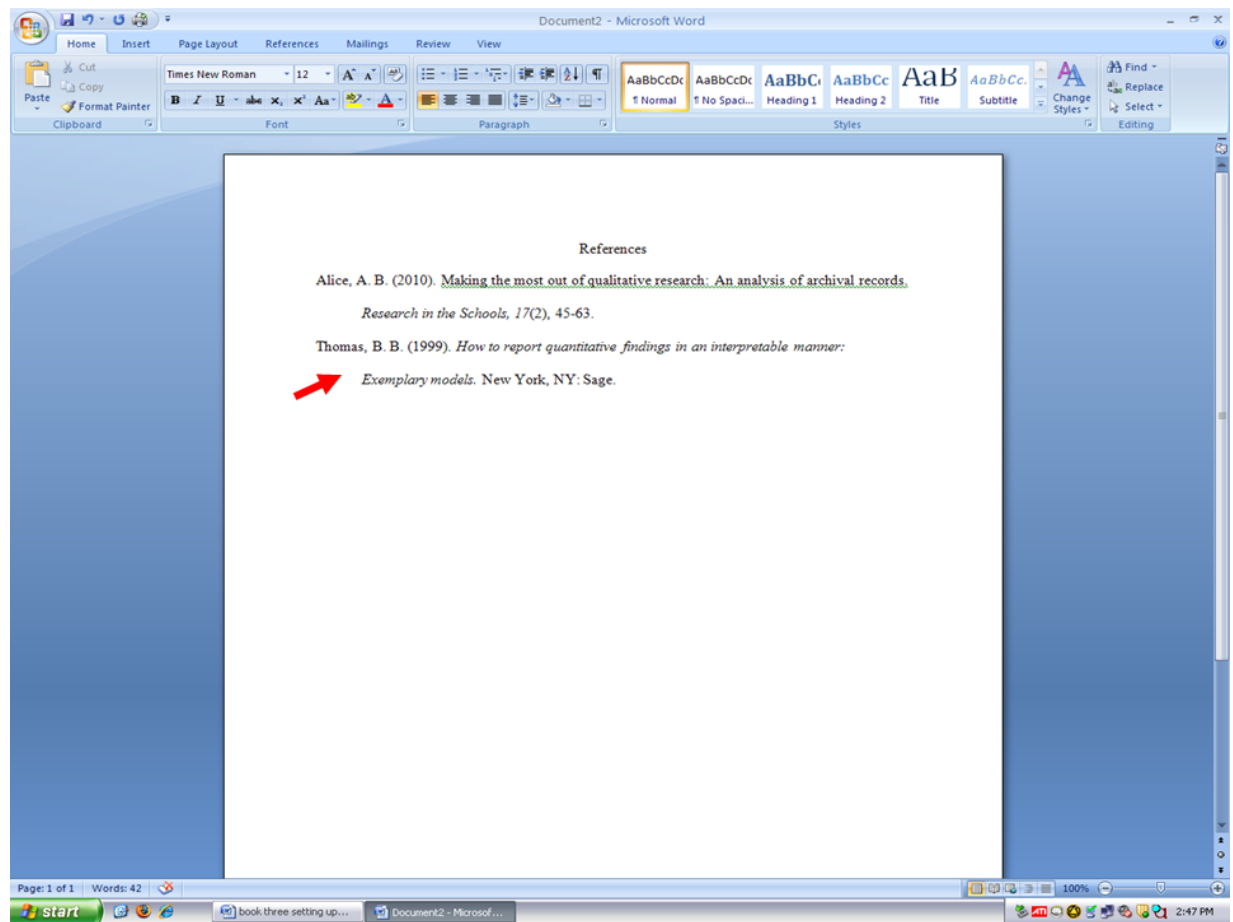 Document2 - Microsoft Word
Home Insert Page Layout References Mailings Review View
Cut
Copy
Paste
Format Painter
Clipboard
Times New Roman 12
Font
Paragraph
AaBbCcDc AaBbCcDc AaBbC AaBbCc AaB AaBbCc.
¶ Normal ¶ No Spaci... Heading 1 Heading 2 Title Subtitle
Styles
Change Styles
Find
Replace
Select
Editing
References
Alice, A. B. (2010). Making the most out of qualitative research: An analysis of archival records.
Research in the Schools, 17(2), 45-63.
Thomas, B. B. (1999). How to report quantitative findings in an interpretable manner:
Exemplary models. New York, NY: Sage.
Page: 1 of 1 Words: 42 100%
start book three setting up... Document2 - Microsof... ATI 2:47 PM